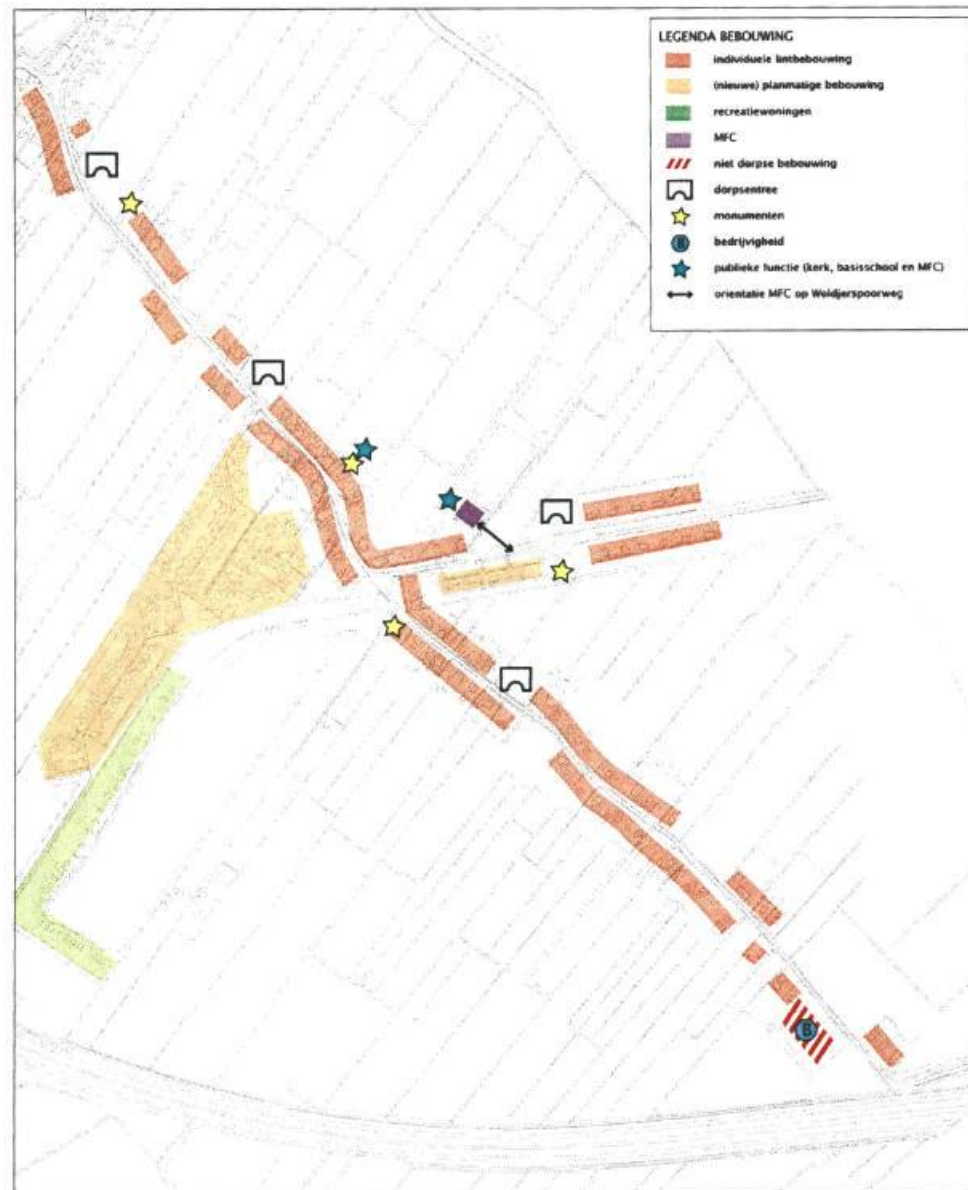 LEGENDA BEBOUWING
individuele lintbebouwing
(nieuwe) planmatige bebouwing
recreatiewoningen
MFC
niet dorpse bebouwing
dorpsentree
monumenten
B bedrijvigheid
publieke functie (kerk, basisschool en MFC)
orientatie MFC op Woldjerspoorweg
B